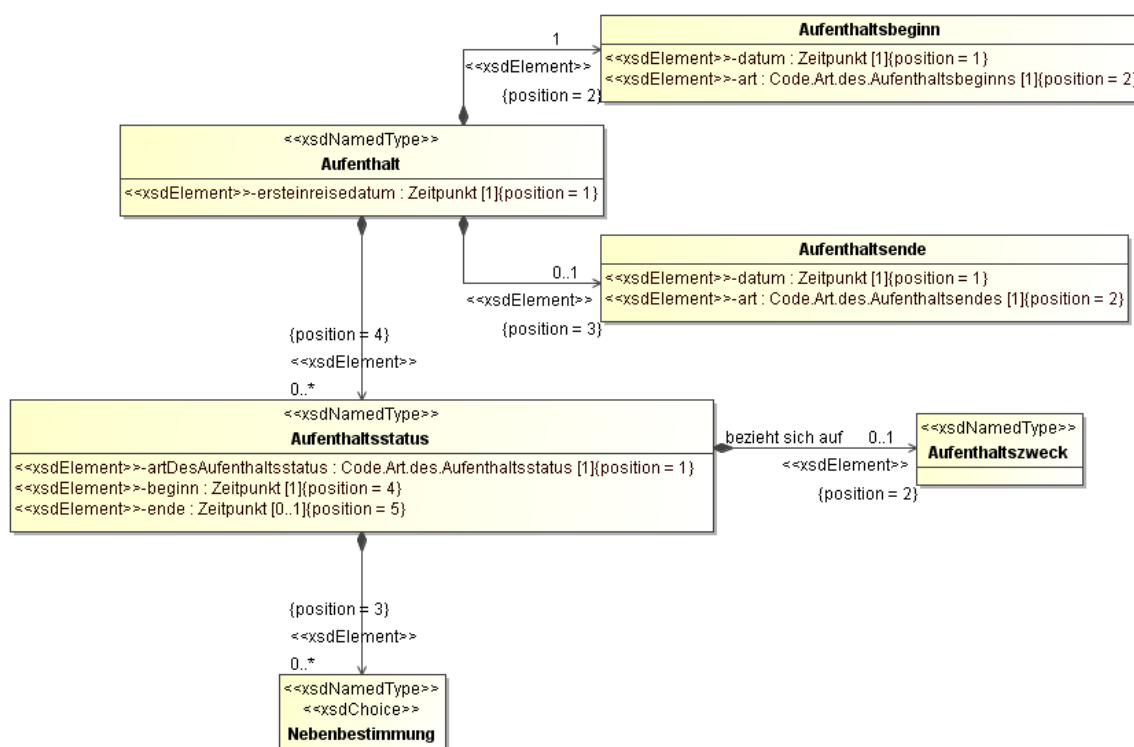 Aufenthaltsbeginn
<<xsdElement>>-datum : Zeitpunkt [1]{position = 1}
<<xsdElement>>-art : Code.Art.des.Aufenthaltsbeginns [1]{position = 2}
1
<<xsdElement>>
{position = 2}
<<xsdNamedType>>
Aufenthalt
<<xsdElement>>-ersteinreisedatum : Zeitpunkt [1]{position = 1}
Aufenthaltsende
<<xsdElement>>-datum : Zeitpunkt [1]{position = 1}
<<xsdElement>>-art : Code.Art.des.Aufenthaltsendes [1]{position = 2}
0..1
<<xsdElement>>
{position = 3}
{position = 4}
<<xsdElement>>
0..*
<<xsdNamedType>>
Aufenthaltsstatus
<<xsdElement>>-artDesAufenthaltsstatus : Code.Art.des.Aufenthaltsstatus [1]{position = 1}
<<xsdElement>>-beginn : Zeitpunkt [1]{position = 4}
<<xsdElement>>-ende : Zeitpunkt [0..1]{position = 5}
bezieht sich auf 0..1
<<xsdElement>>
{position = 2}
<<xsdNamedType>>
Aufenthaltszweck
{position = 3}
<<xsdElement>>
0..*
<<xsdNamedType>>
<<xsdChoice>>
Nebenbestimmung